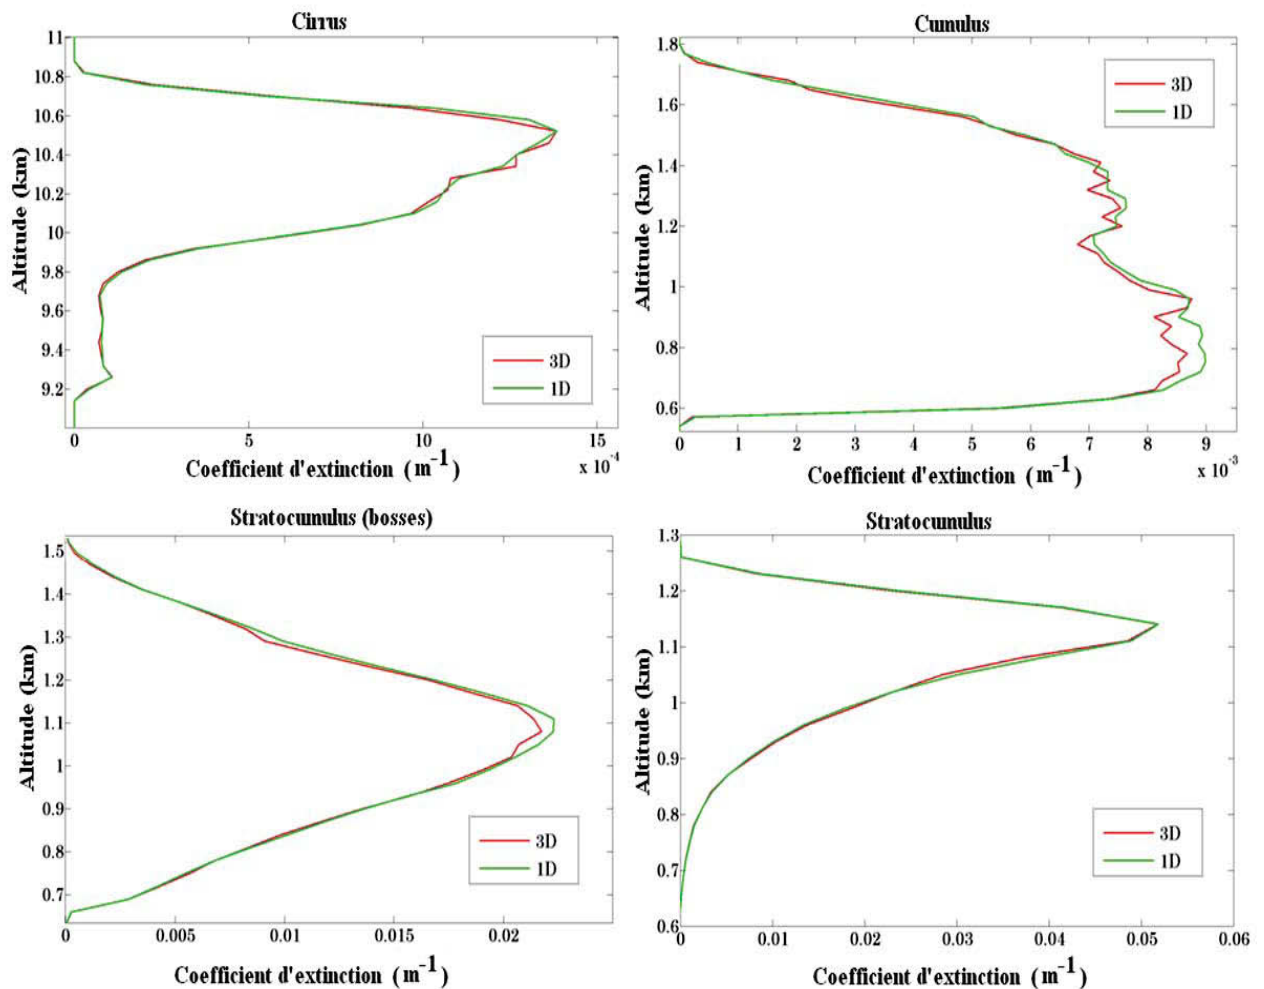 Cirrus
11
10.8
10.6
10.4
10.2
10
9.8
9.6
9.4
9.2
Altitude (km)
3D
1D
0
5
10
15
x 10-4
Coefficient d'extinction (m-1)
Cumulus
1.8
1.6
1.4
1.2
1
0.8
0.6
Altitude (km)
3D
1D
0
1
2
3
4
5
6
7
8
9
x 10-3
Coefficient d'extinction (m-1)
Stratocumulus (bosses)
1.5
1.4
1.3
1.2
1.1
1
0.9
0.8
0.7
Altitude (km)
3D
1D
0
0.005
0.01
0.015
0.02
Coefficient d'extinction (m-1)
Stratocumulus
1.3
1.2
1.1
1
0.9
0.8
0.7
0.6
Altitude (km)
3D
1D
0
0.01
0.02
0.03
0.04
0.05
0.06
Coefficient d'extinction (m-1)